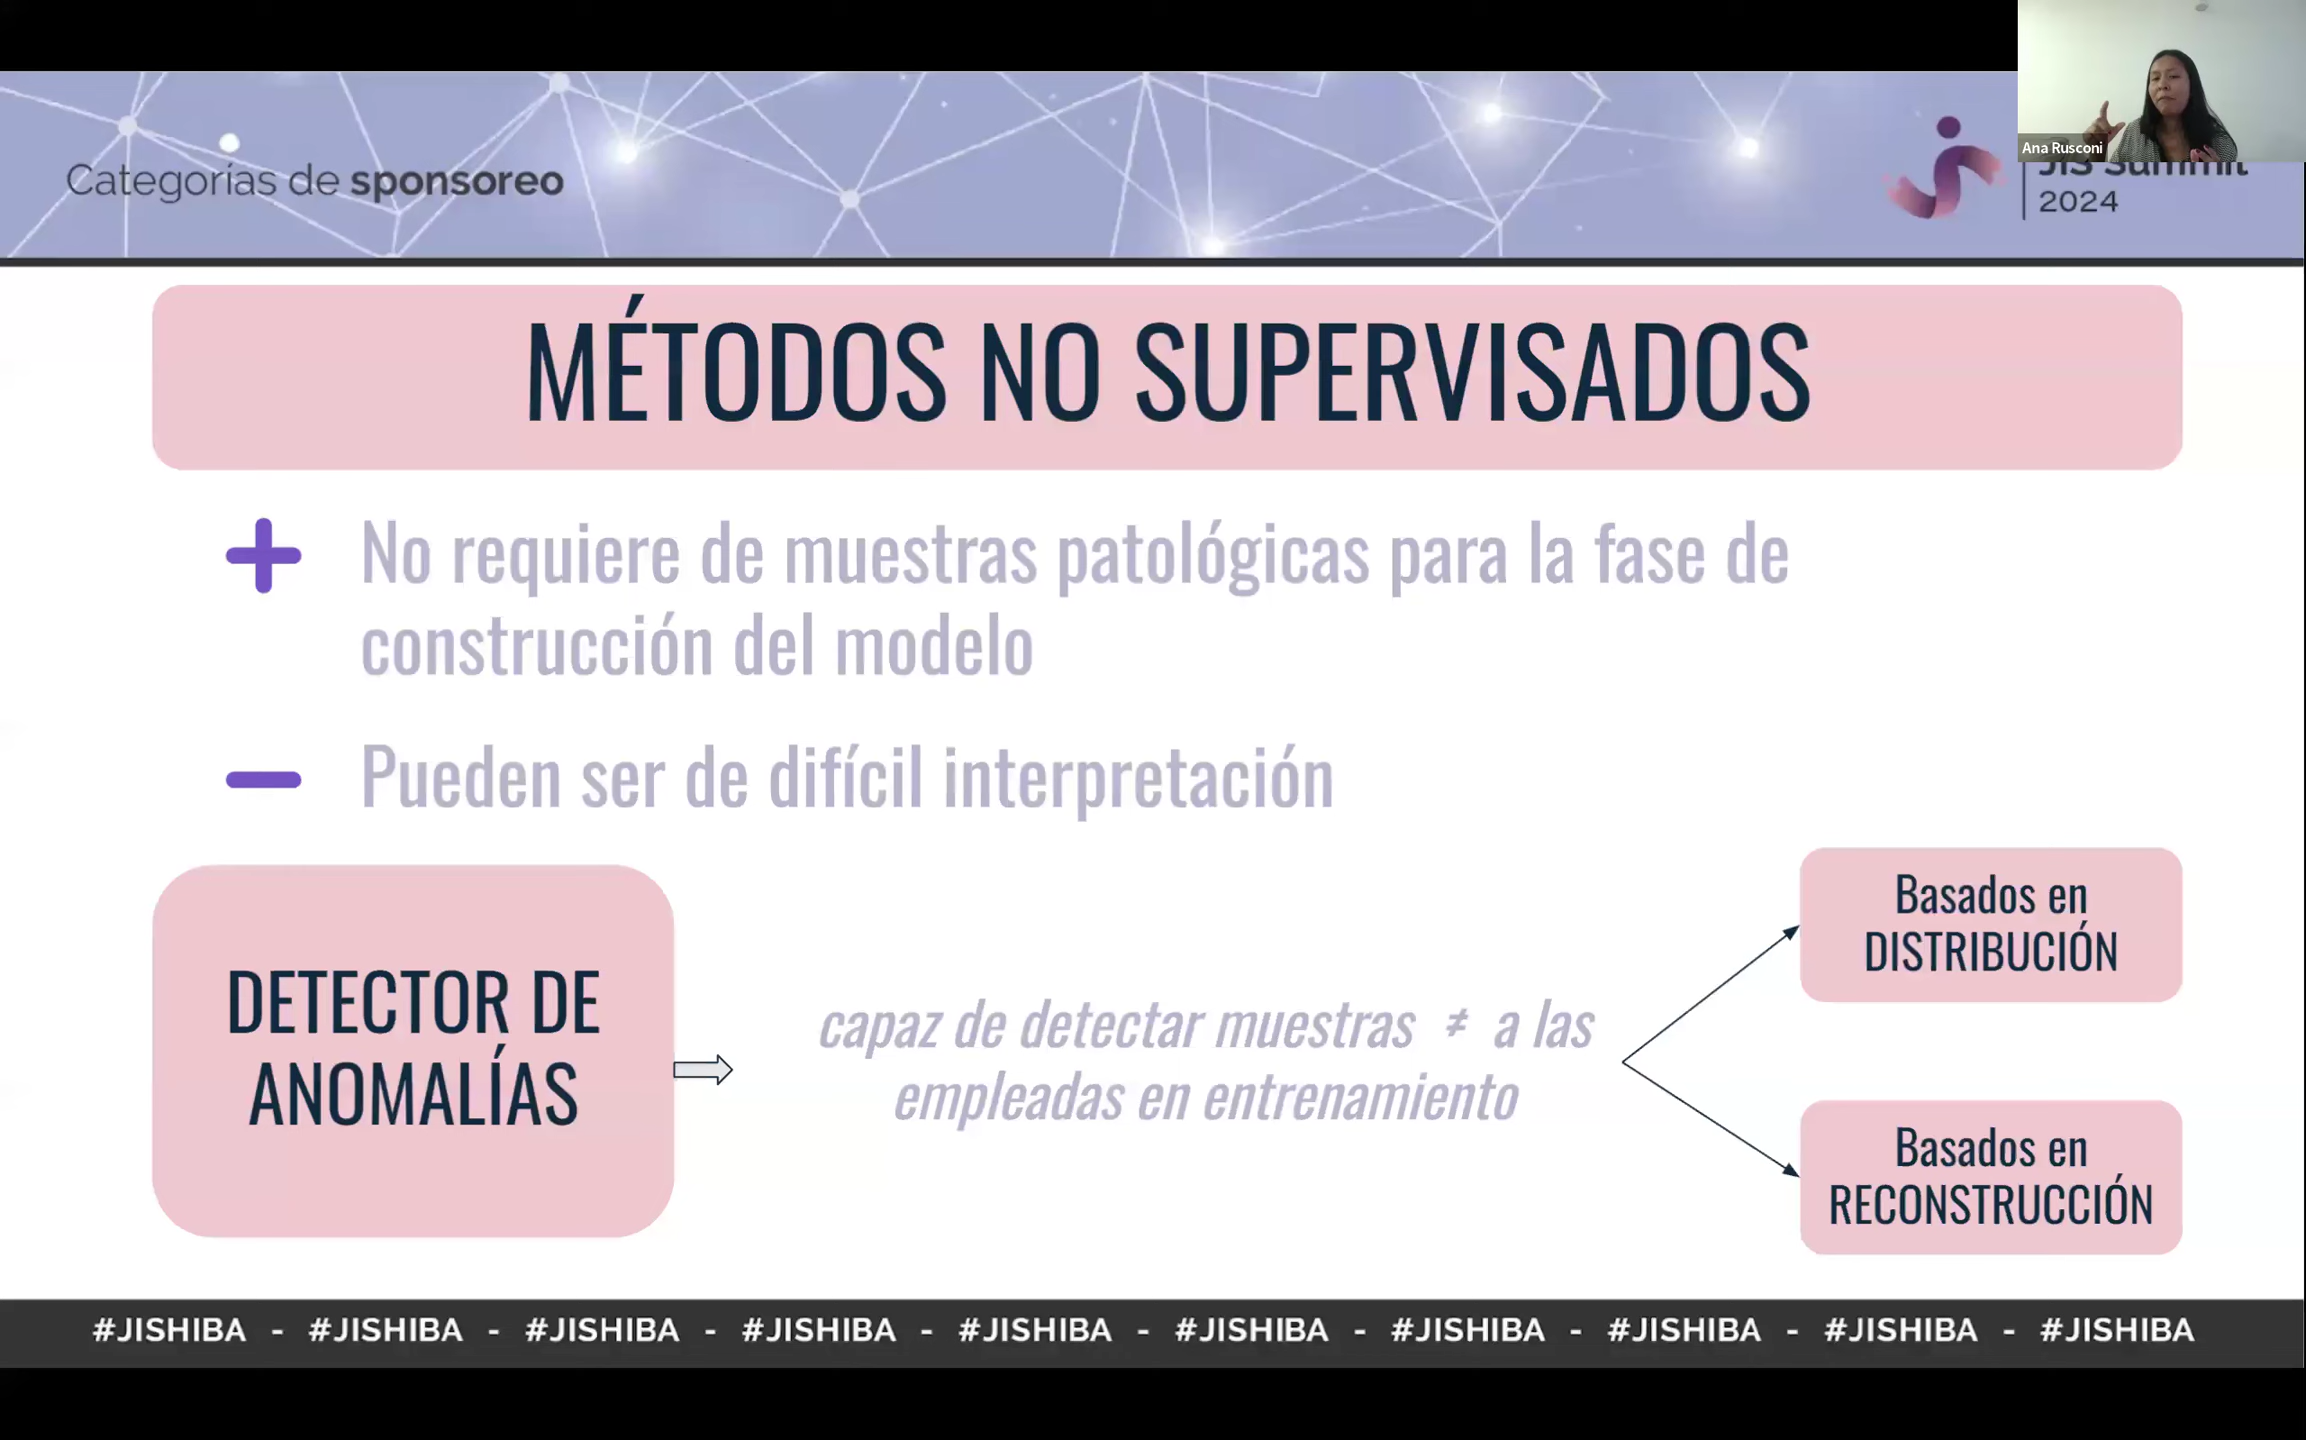 Ana Rusconi
Categorías de sponsoreo
JIS Summit
2024
MÉTODOS NO SUPERVISADOS
+ No requiere de muestras patológicas para la fase de
construcción del modelo
− Pueden ser de difícil interpretación
DETECTOR DE
ANOMALÍAS
capaz de detectar muestras ≠ a las
empleadas en entrenamiento
Basados en
DISTRIBUCIÓN
Basados en
RECONSTRUCCIÓN
#JISHIBA - #JISHIBA - #JISHIBA - #JISHIBA - #JISHIBA - #JISHIBA - #JISHIBA - #JISHIBA - #JISHIBA - #JISHIBA